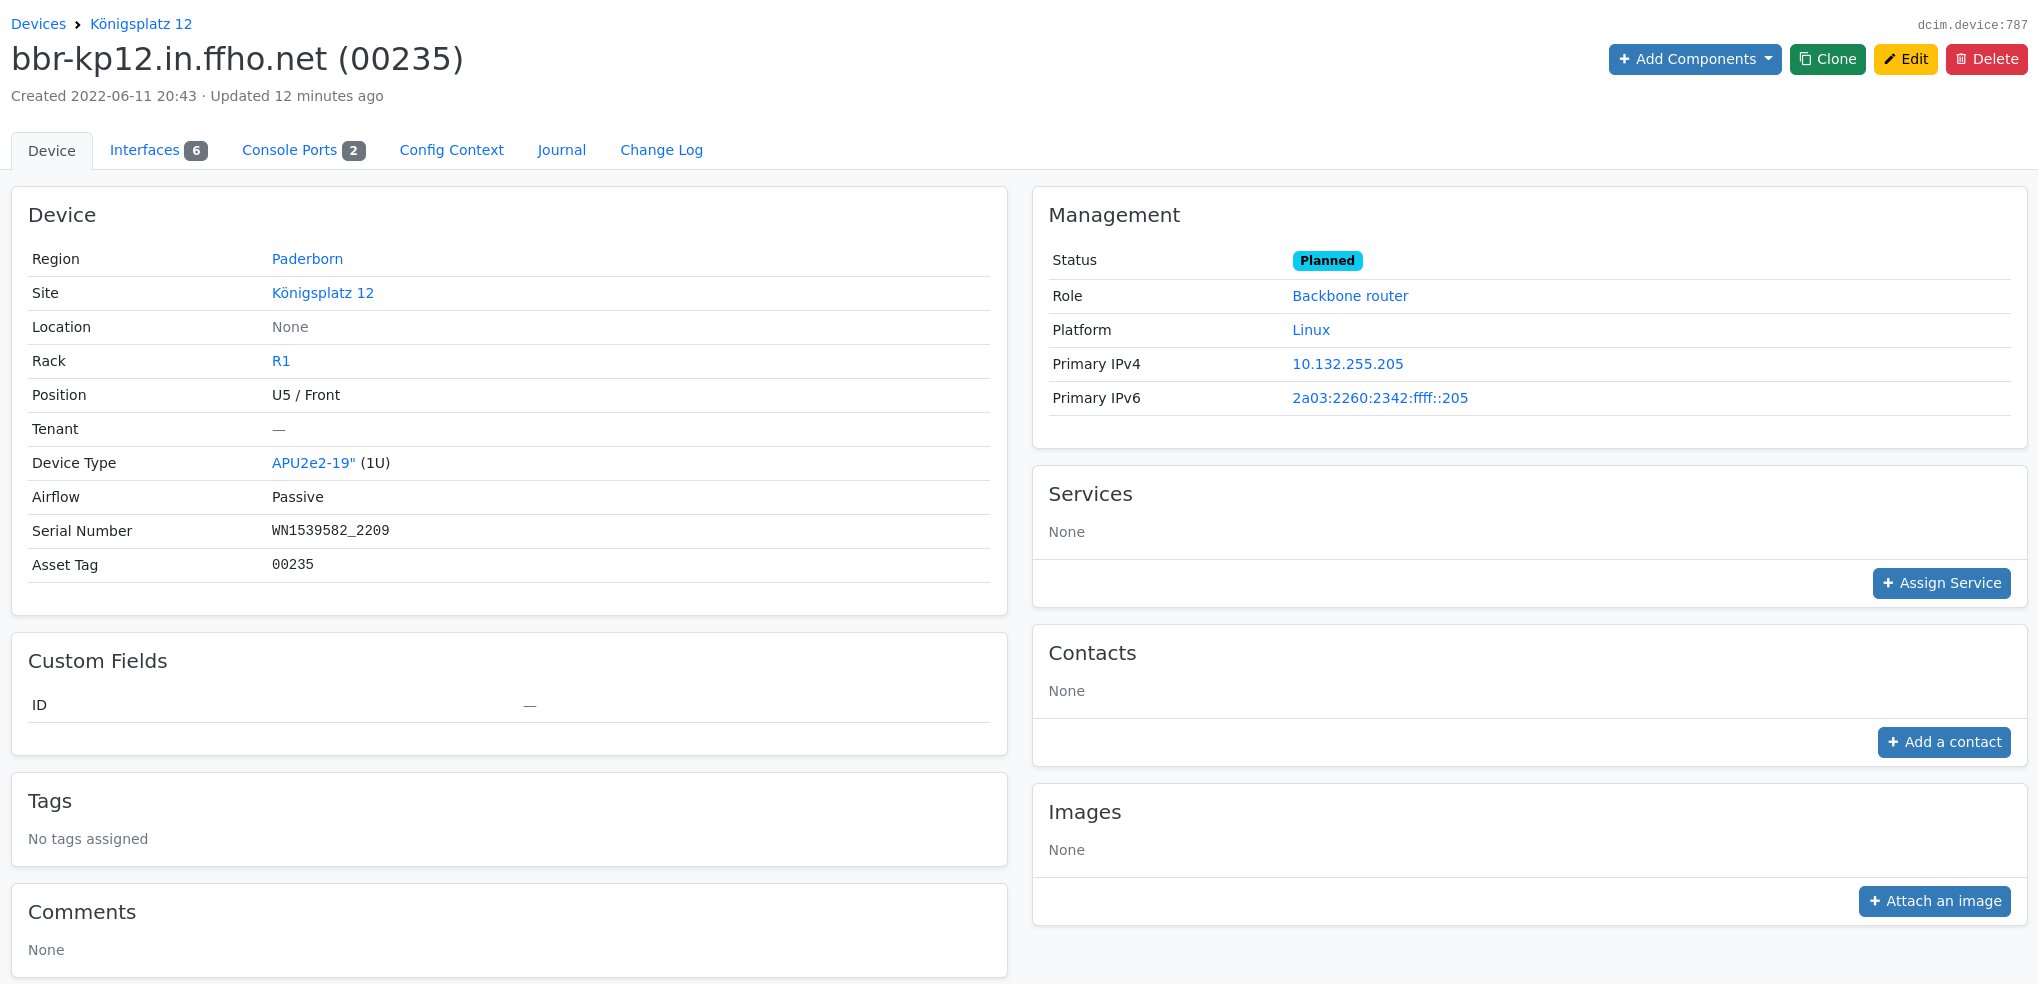 Devices > Königsplatz 12
dcim.device:787
bbr-kp12.in.ffho.net (00235)
Add Components
Clone
Edit
Delete
Created 2022-06-11 20:43 · Updated 12 minutes ago
Device
Interfaces 6
Console Ports 2
Config Context
Journal
Change Log
Device
Region Paderborn
Site Königsplatz 12
Location None
Rack R1
Position U5 / Front
Tenant —
Device Type APU2e2-19" (1U)
Airflow Passive
Serial Number WN1539582_2209
Asset Tag 00235
Custom Fields
ID —
Tags
No tags assigned
Comments
None
Management
Status Planned
Role Backbone router
Platform Linux
Primary IPv4 10.132.255.205
Primary IPv6 2a03:2260:2342:ffff::205
Services
None
Assign Service
Contacts
None
Add a contact
Images
None
Attach an image